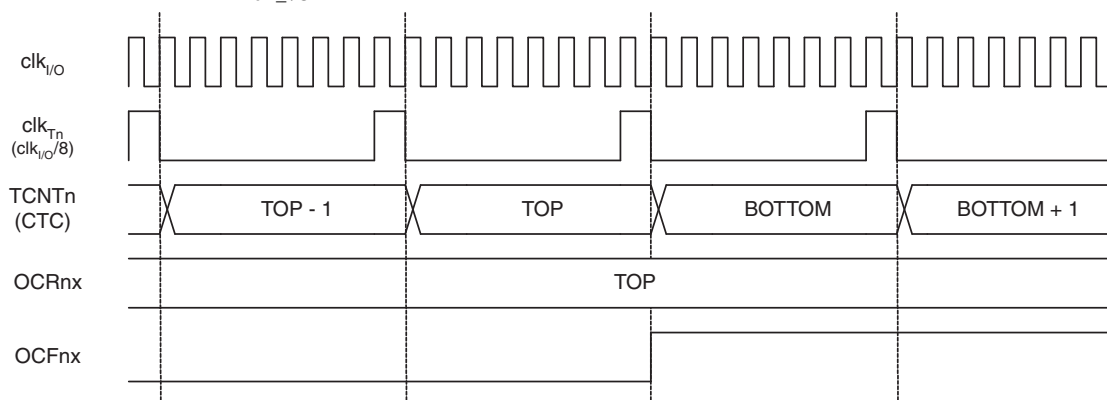 clkI/O
clkTn
(clkI/O/8)
TCNTn
(CTC)
TOP - 1
TOP
BOTTOM
BOTTOM + 1
OCRnx
TOP
OCFnx